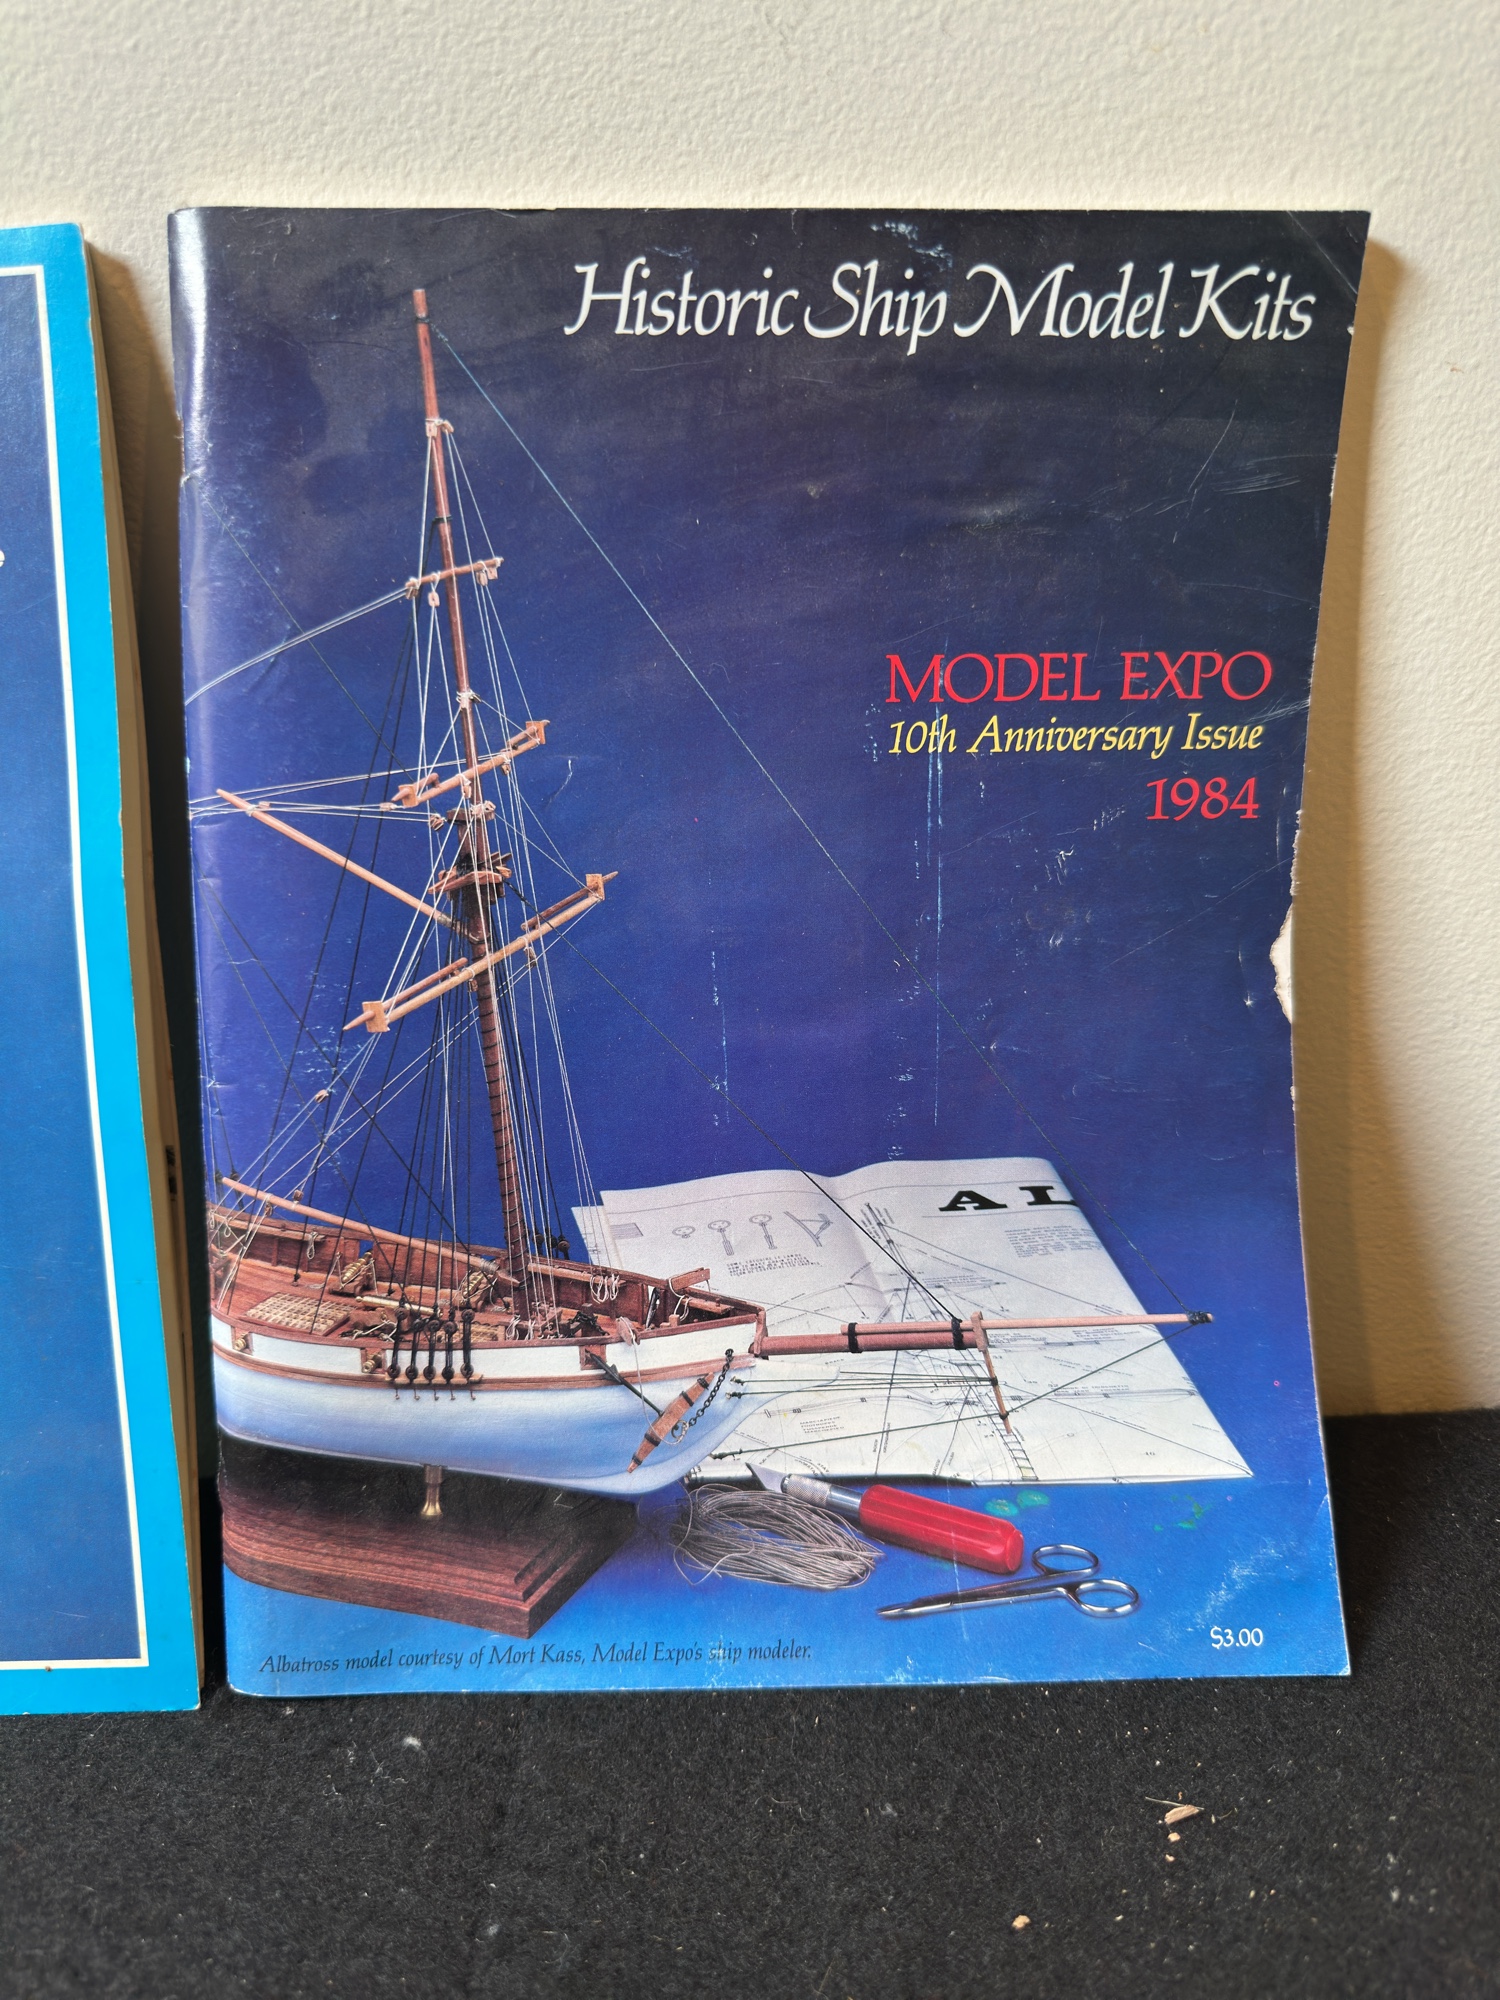 Historic Ship Model Kits
MODEL EXPO
10th Anniversary Issue
1984
AL
$3.00
Albatross model courtesy of Mort Kass, Model Expo's ship modeler.